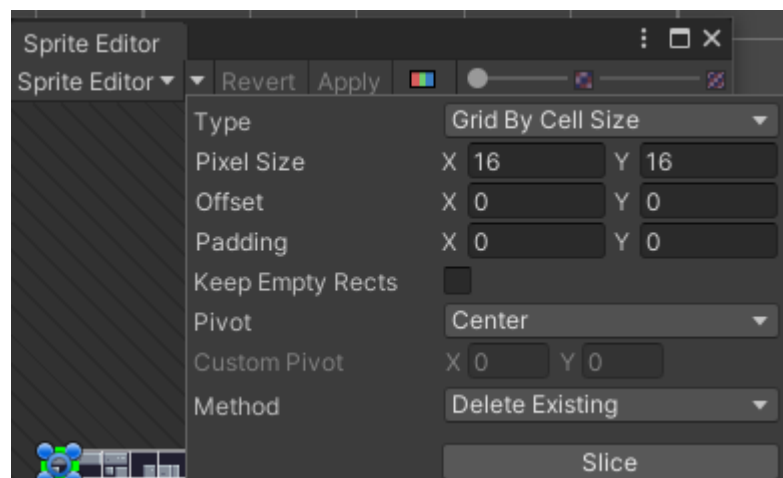 Sprite Editor
Sprite Editor Revert Apply
Type Grid By Cell Size
Pixel Size X 16 Y 16
Offset X 0 Y 0
Padding X 0 Y 0
Keep Empty Rects
Pivot Center
Custom Pivot X 0 Y 0
Method Delete Existing
Slice